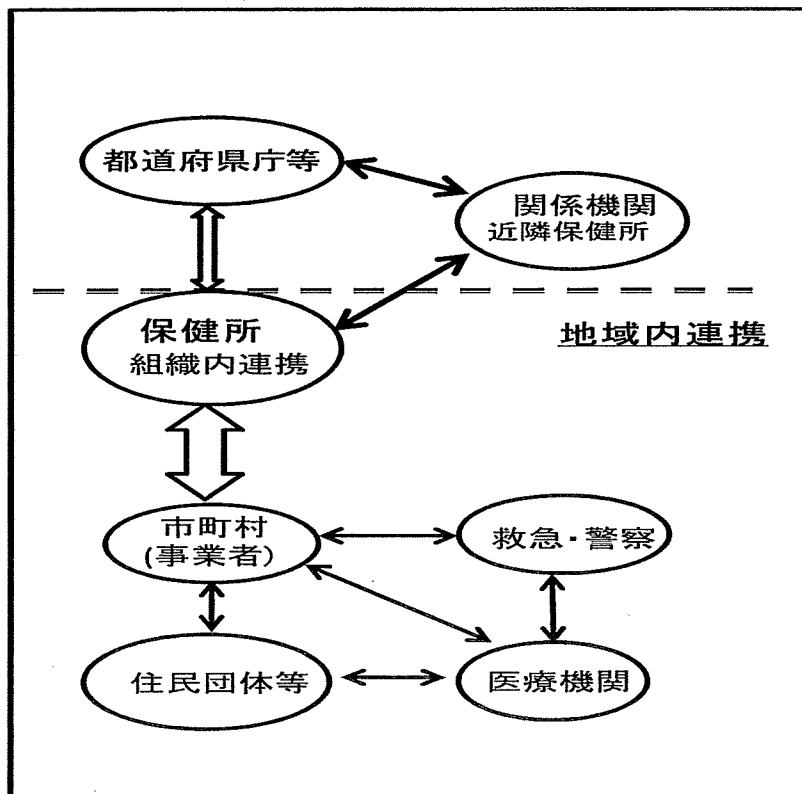 都道府県庁等
関係機関
近隣保健所
保健所
組織内連携
地域内連携
市町村
(事業者)
救急・警察
住民団体等
医療機関